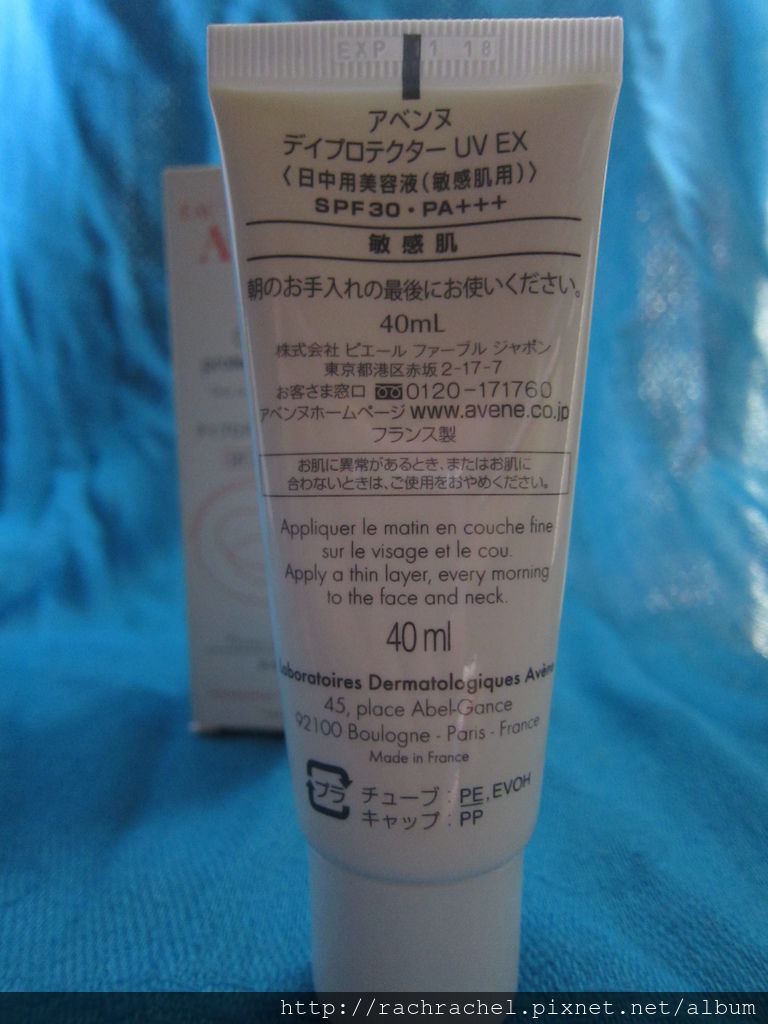 EXP 11 18
アベンヌ
デイプロテクター UV EX
〈日中用美容液(敏感肌用)〉
SPF30・PA+++
敏感肌
朝のお手入れの最後にお使いください。
40mL
株式会社 ピエール ファーブル ジャポン
東京都港区赤坂2-17-7
お客さま窓口 0120-171760
アベンヌホームページ www.avene.co.jp
フランス製
お肌に異常があるとき、またはお肌に
合わないときは、ご使用をおやめください。
Appliquer le matin en couche fine
sur le visage et le cou.
Apply a thin layer, every morning
to the face and neck.
40 ml
Laboratoires Dermatologiques Avène
45, place Abel-Gance
92100 Boulogne - Paris - France
Made in France
プラ チューブ : PE, EVOH
キャップ : PP
http://rachrachel.pixnet.net/album